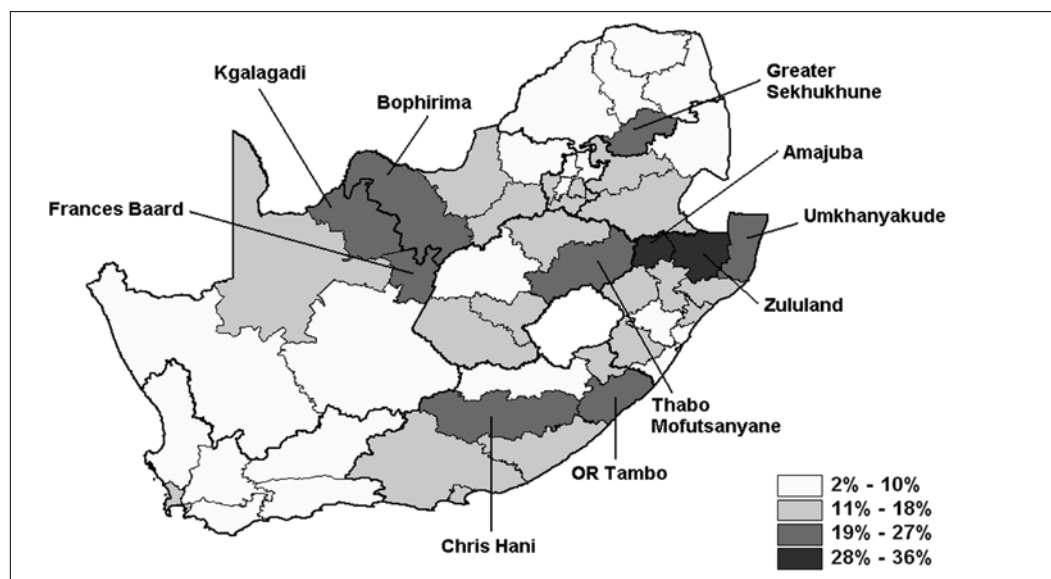 Kgalagadi
Bophirima
Frances Baard
Greater
Sekhukhune
Amajuba
Umkhanyakude
Zululand
Thabo
Mofutsanyane
OR Tambo
Chris Hani
2% - 10%
11% - 18%
19% - 27%
28% - 36%